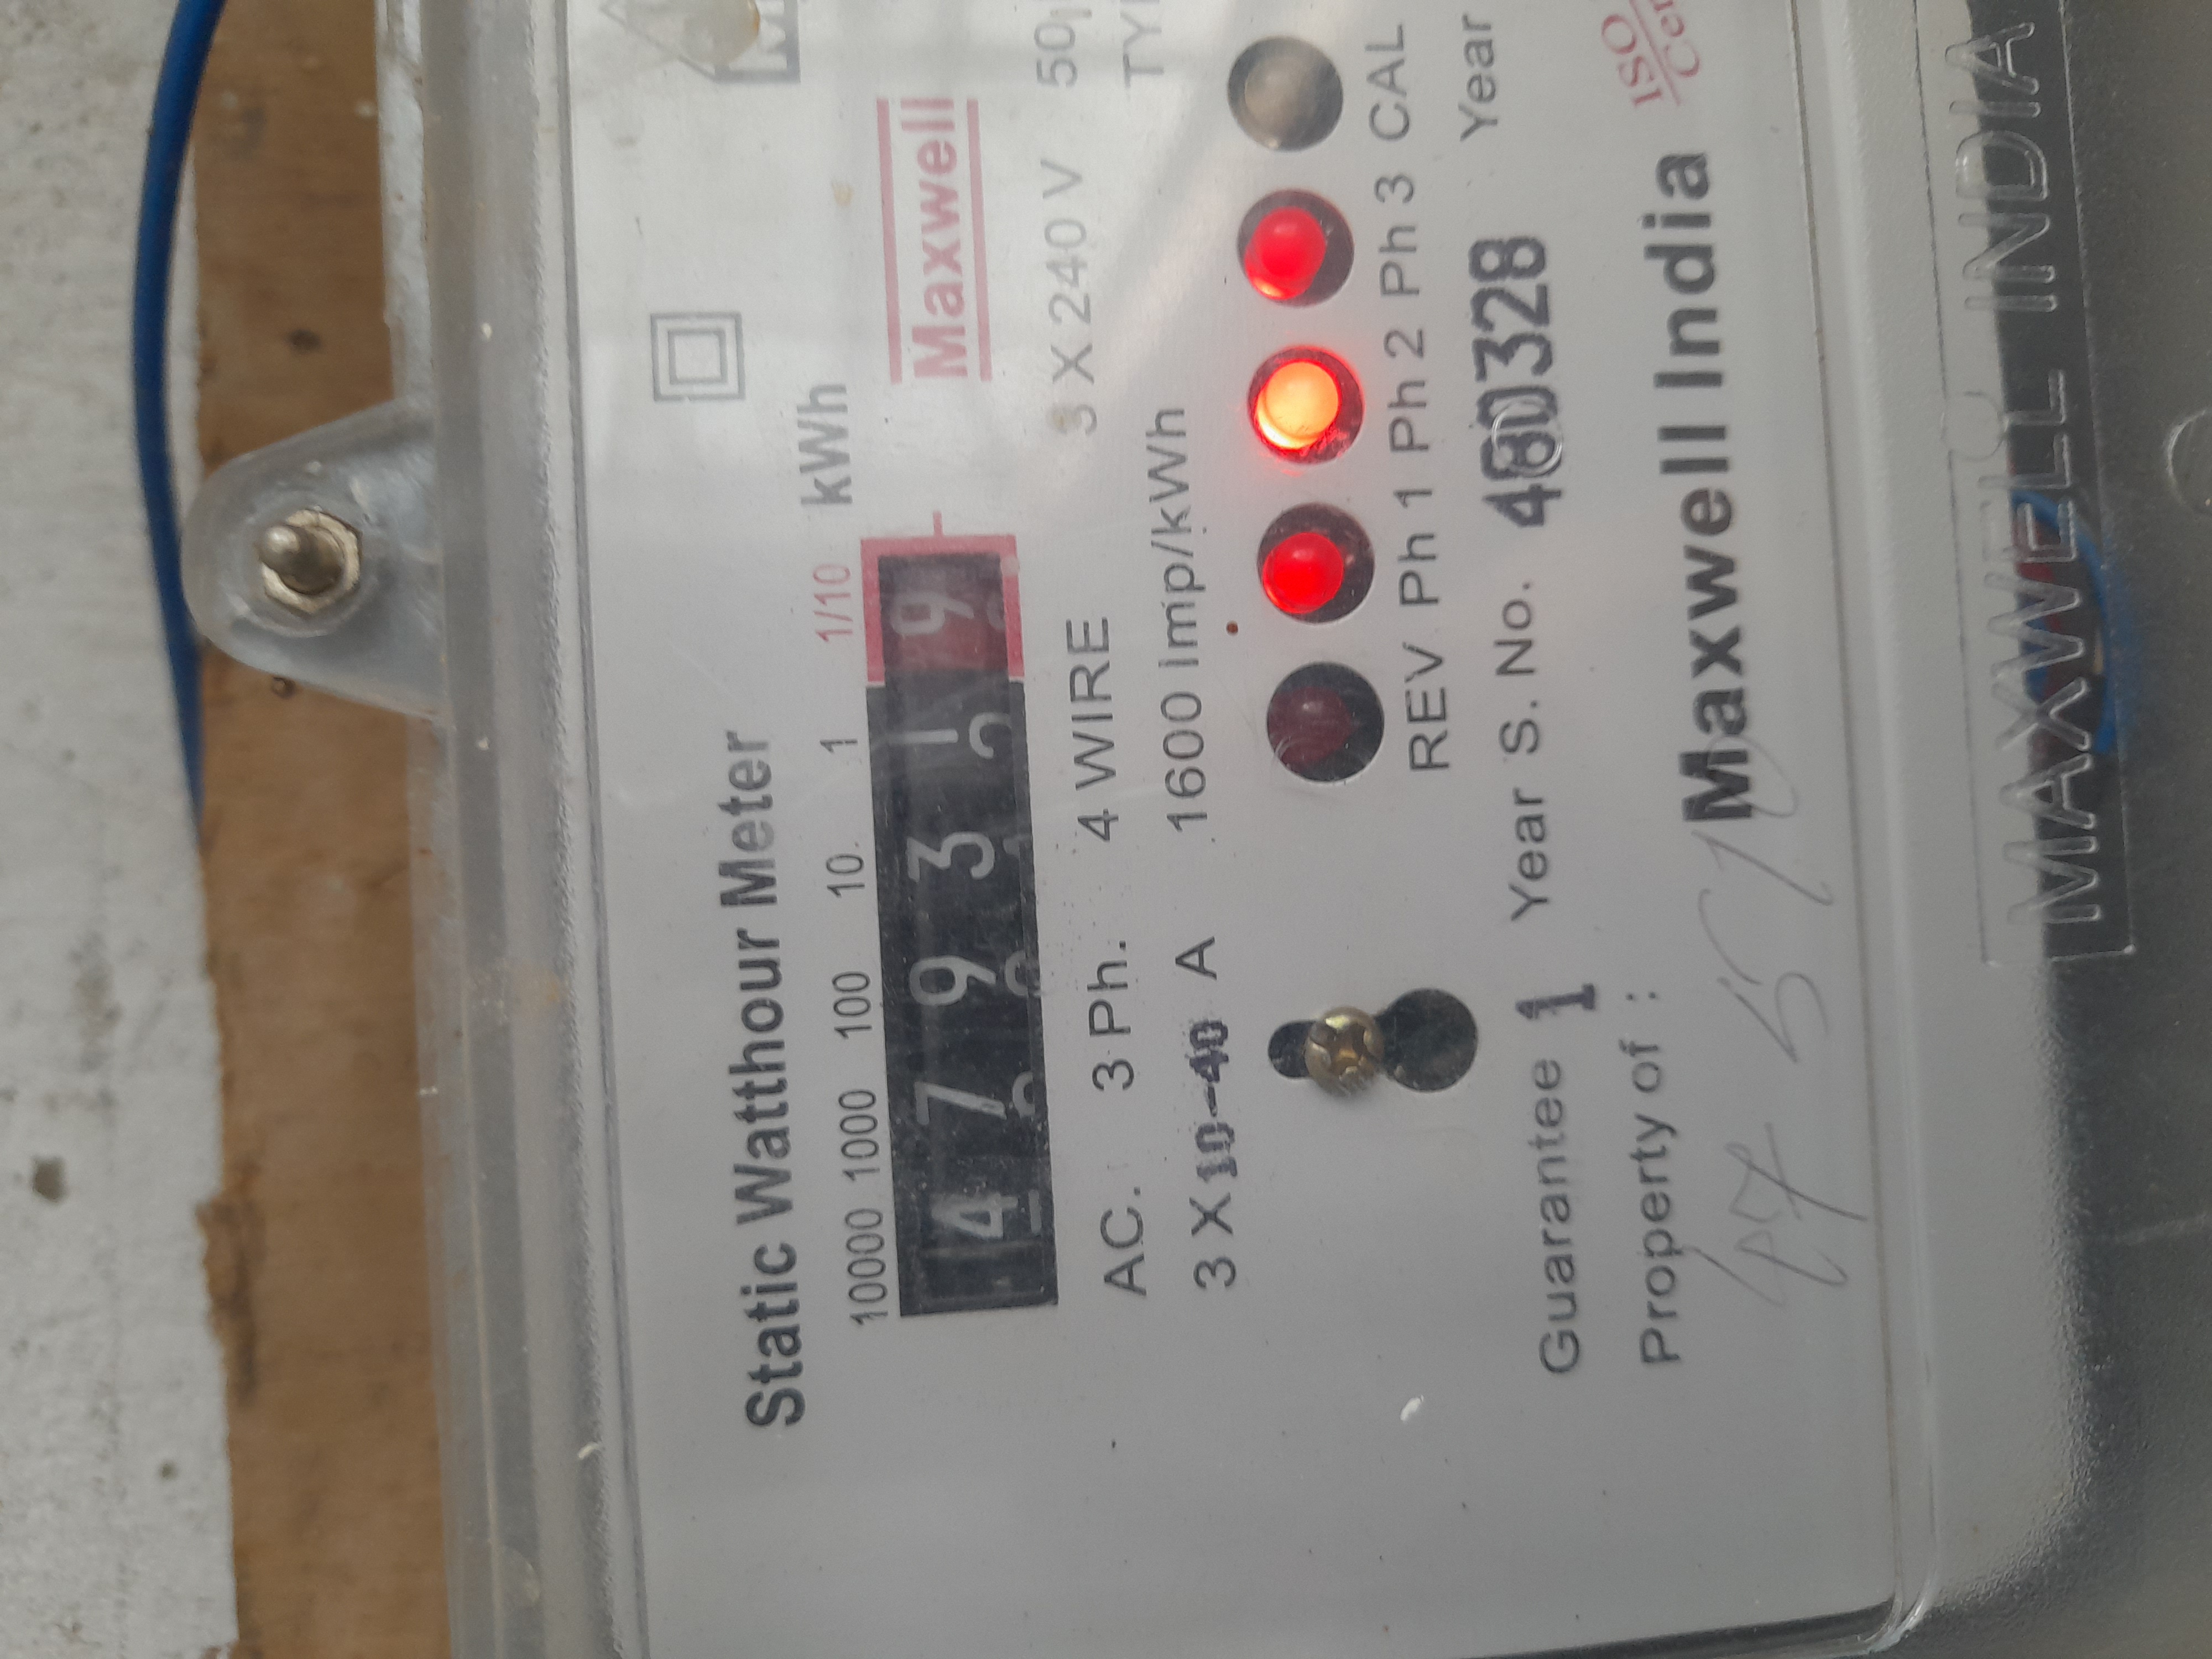 Static Watthour Meter
10000 1000 100 10 1 1/10 kWh
4 7 9 3 1 9
Maxwell
AC. 3 Ph. 4 WIRE 3 X 240 V
3 X 10-40 A 1600 Imp/kWh
REV Ph 1 Ph 2 Ph 3 CAL
Guarantee 1 Year S. No. 480328 Year
Property of :
Maxwell India
ISO
MAXWELL INDIA